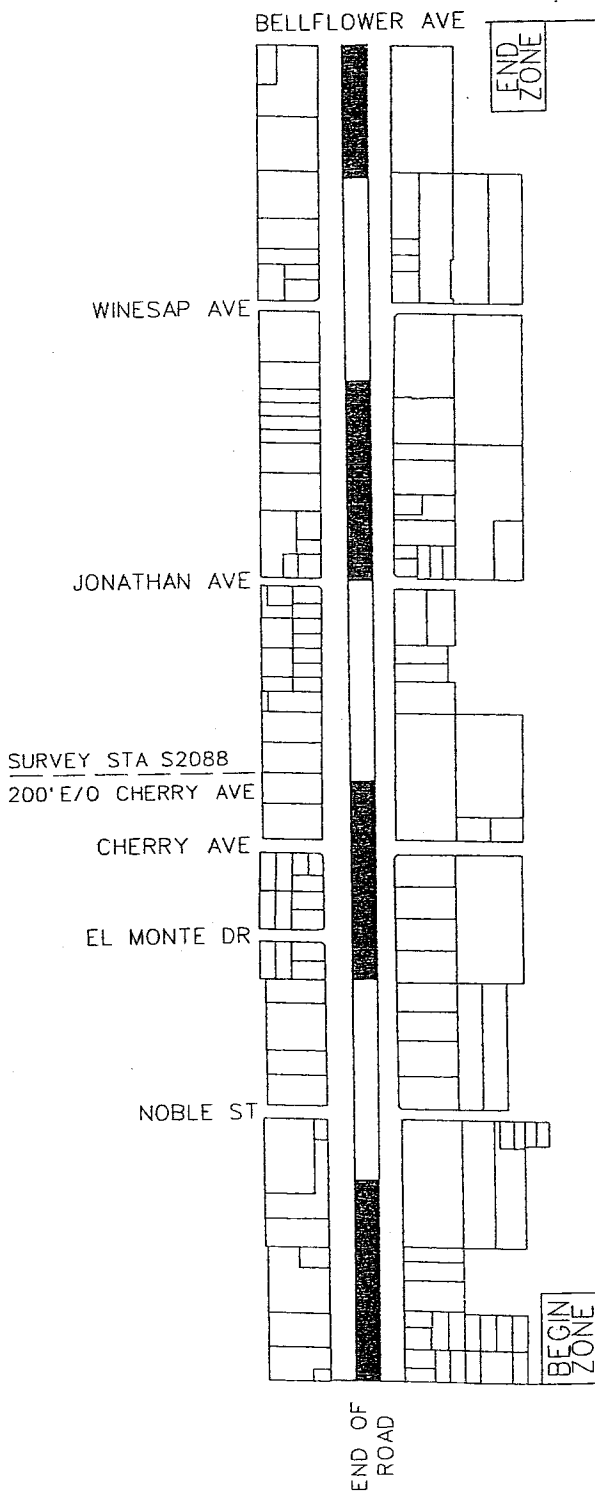 BELLFLOWER AVE
END
ZONE
WINESAP AVE
JONATHAN AVE
SURVEY STA S2088
200'E/O CHERRY AVE
CHERRY AVE
EL MONTE DR
NOBLE ST
BEGIN
ZONE
END OF
ROAD